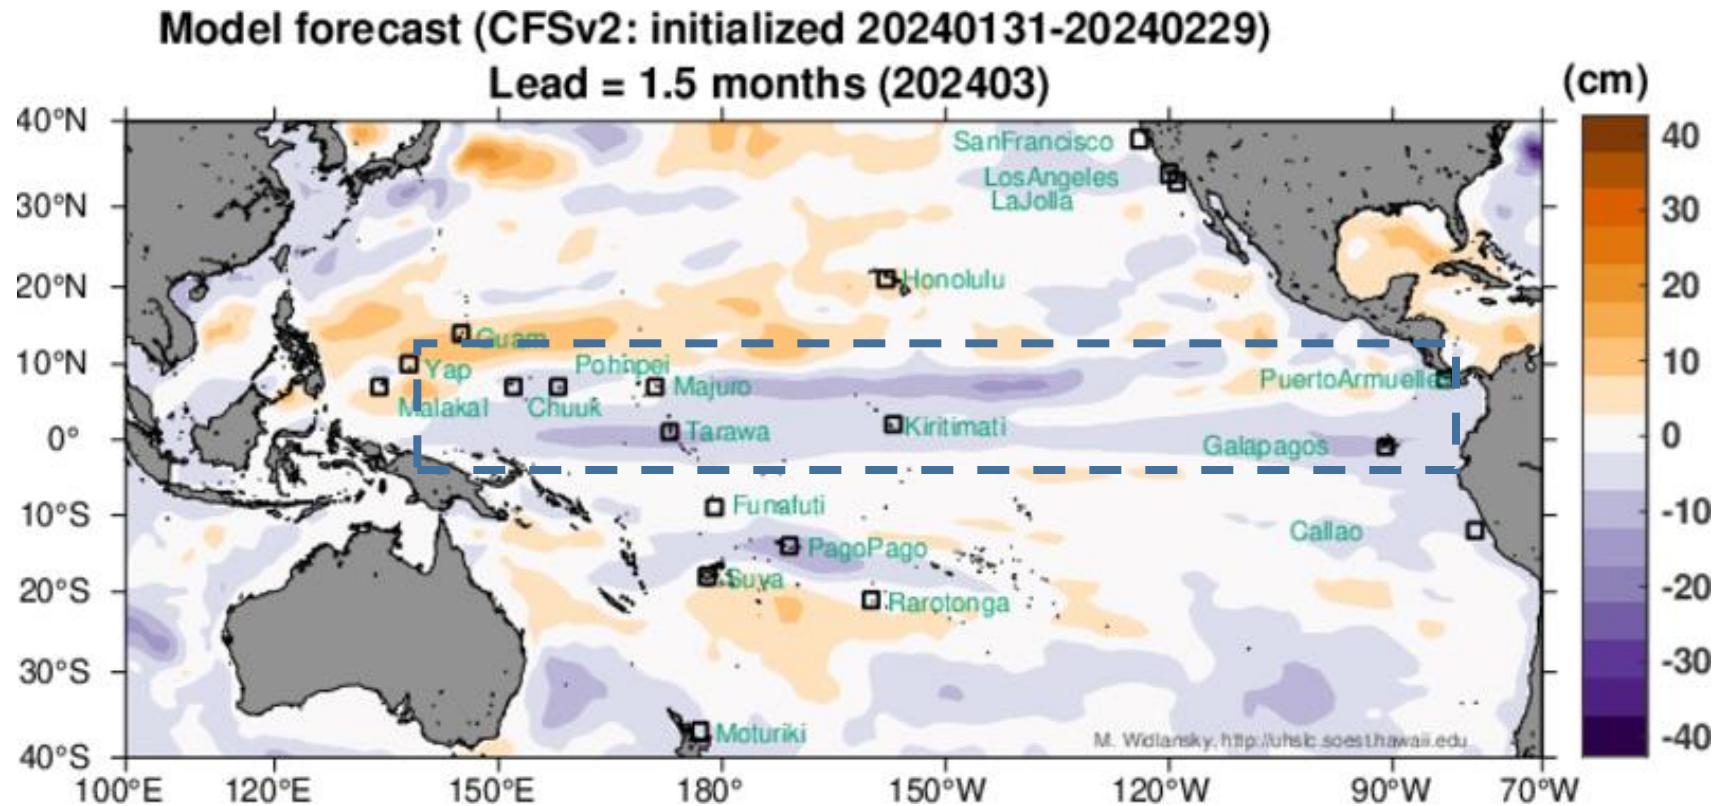 Model forecast (CFSv2: initialized 20240131-20240229)
Lead = 1.5 months (202403)
(cm)
40°N
30°N
20°N
10°N
0°
10°S
20°S
30°S
40°S
SanFrancisco
LosAngeles
LaJolla
Honolulu
Guam
Pohnpei
Yap
PuertoArmuelles
Majuro
Malakal
Chuuk
Tarawa
Kiritimati
Galapagos
Funafuti
Callao
PagoPago
Suva
Rarotonga
Moturiki
M. Widlansky, http://uhslc.soest.hawaii.edu
100°E 120°E 150°E 180° 150°W 120°W 90°W 70°W
40
30
20
10
0
-10
-20
-30
-40